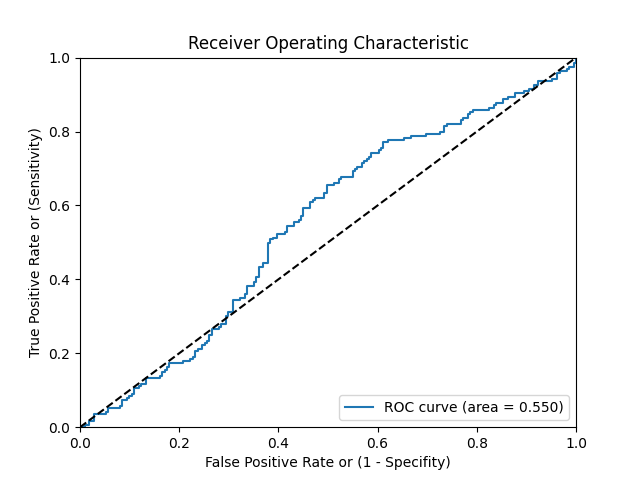 Receiver Operating Characteristic
1.0
0.8
0.6
0.4
0.2
0.0
True Positive Rate or (Sensitivity)
ROC curve (area = 0.550)
0.0 0.2 0.4 0.6 0.8 1.0
False Positive Rate or (1 - Specifity)